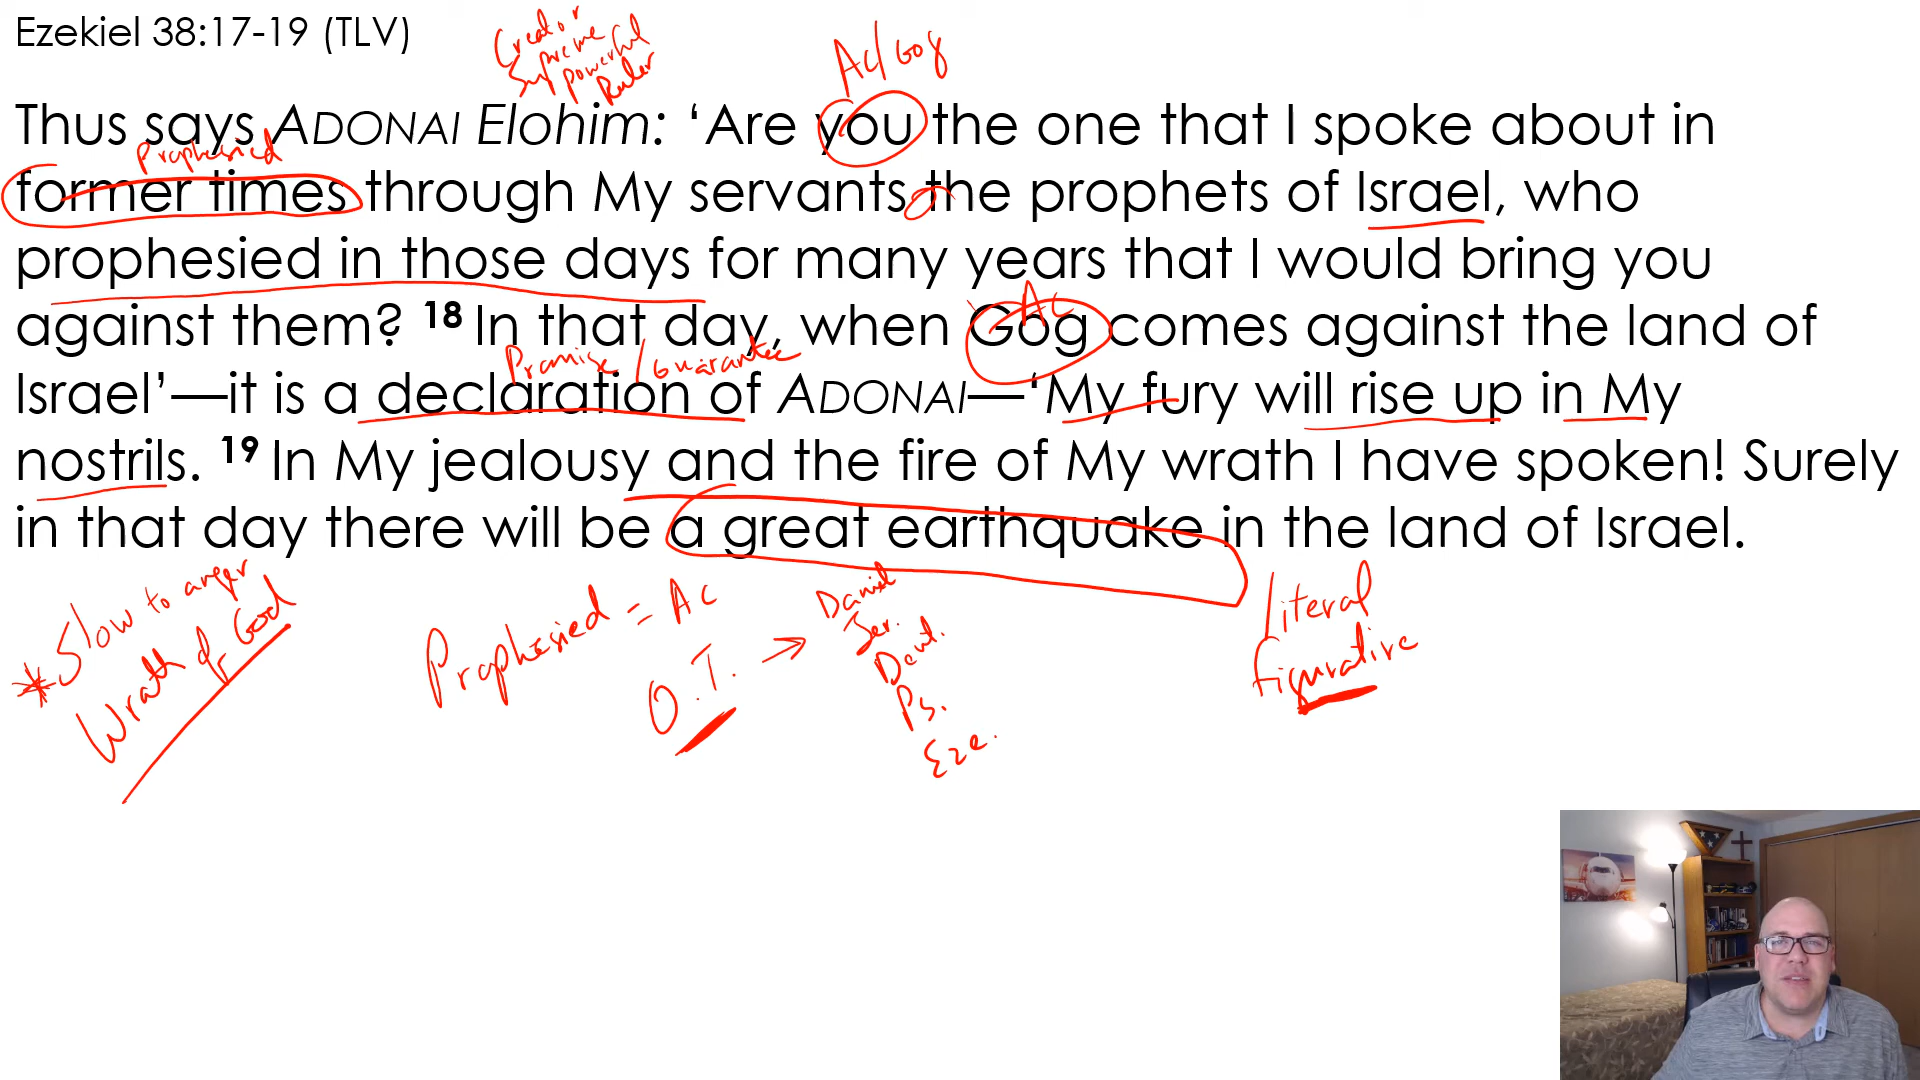 Ezekiel 38:17-19 (TLV)
Creator
Supreme
powerful
Ruler
AC/Gog
Thus says ADONAI Elohim: ‘Are you the one that I spoke about in
Prophesied
former times through My servants the prophets of Israel, who
prophesied in those days for many years that I would bring you
AC
against them? 18 In that day, when Gog comes against the land of
Promise/Guarantee
Israel’—it is a declaration of ADONAI—‘My fury will rise up in My
nostrils. 19 In My jealousy and the fire of My wrath I have spoken! Surely
in that day there will be a great earthquake in the land of Israel.
*Slow to anger
Wrath of God
Prophesied = AC
O.T. →
Daniel
Jer.
Deut.
Ps.
Eze.
Literal
figurative